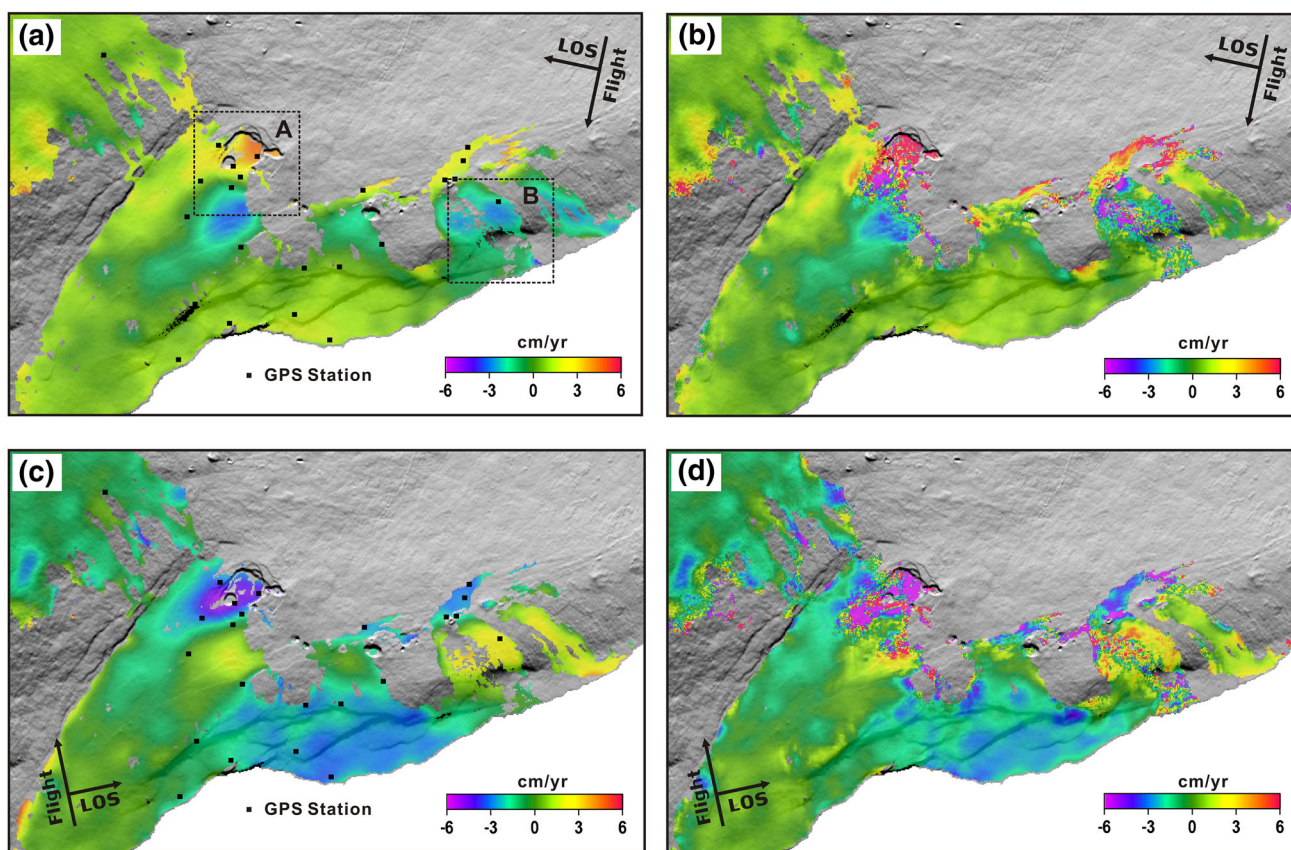 (a)
A
B
LOS
Flight
cm/yr
-6 -3 0 3 6
GPS Station
(b)
LOS
Flight
cm/yr
-6 -3 0 3 6
(c)
Flight
LOS
cm/yr
-6 -3 0 3 6
GPS Station
(d)
Flight
LOS
cm/yr
-6 -3 0 3 6